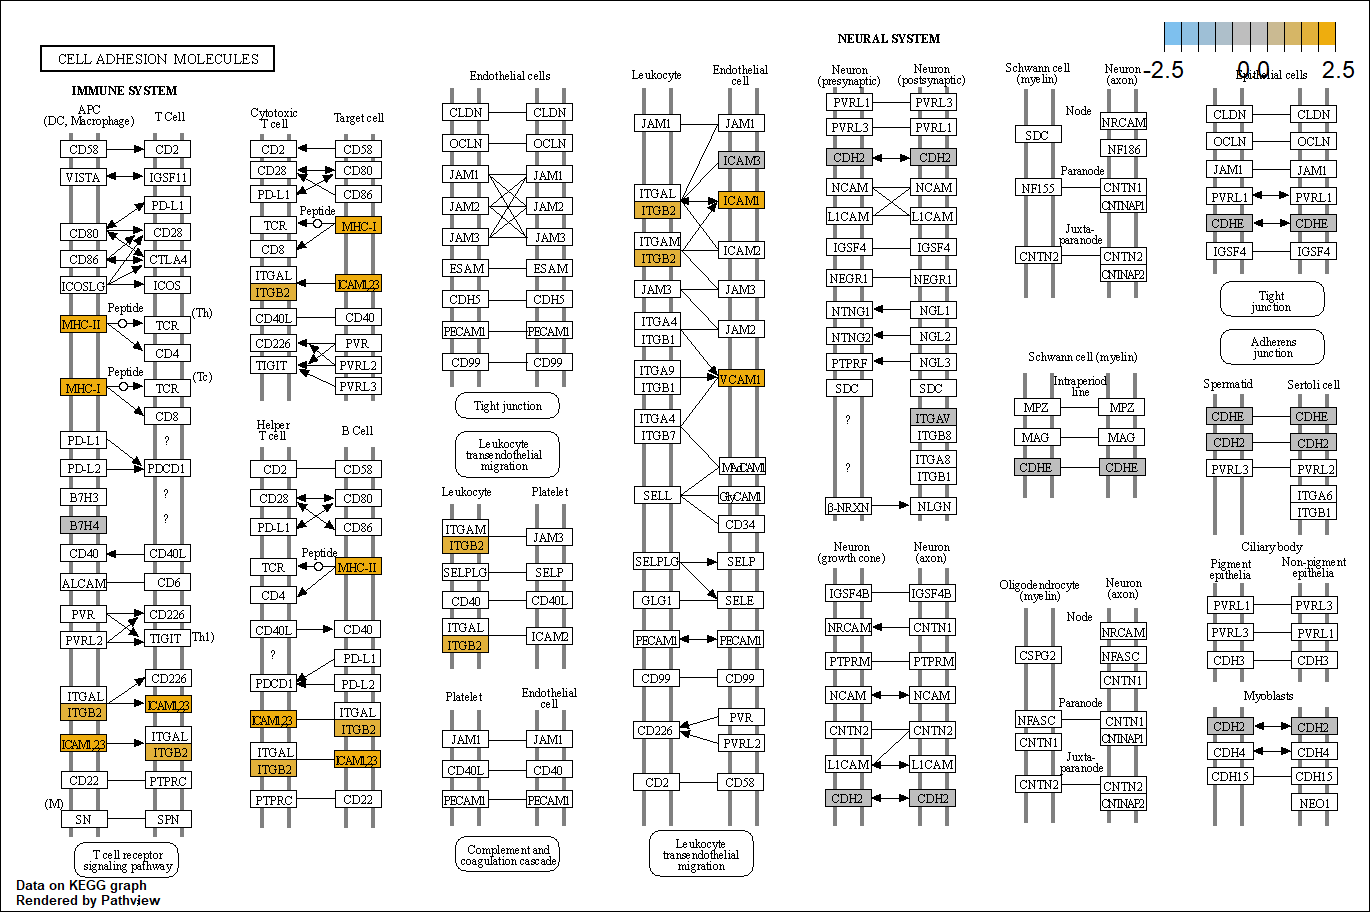 CELL ADHESION MOLECULES
-2.5
0.0
2.5
IMMUNE SYSTEM
APC
(DC, Macrophage)
T Cell
CD58
CD2
VISTA
IGSF11
PD-L1
CD80
CD28
CD86
CTLA4
ICOSLG
ICOS
Peptide
(Th)
MHC-II
TCR
CD4
Peptide
(Tc)
MHC-I
TCR
CD8
PD-L1
?
PD-L2
PDCD1
B7H3
?
B7H4
?
CD40
CD40L
ALCAM
CD6
PVR
CD226
PVRL2
TIGIT
Th1)
CD226
ITGAL
ITGB2
ICAM1,2,3
ICAM1,2,3
ITGAL
ITGB2
CD22
PTPRC
(M)
SN
SPN
T cell receptor
signaling pathway
Cytotoxic
T cell
Target cell
CD2
CD58
CD28
CD80
PD-L1
CD86
Peptide
TCR
MHC-I
CD8
ITGAL
ITGB2
ICAM1,2,3
CD40L
CD40
CD226
PVR
TIGIT
PVRL2
PVRL3
Helper
T cell
B Cell
CD2
CD58
CD28
CD80
PD-L1
CD86
Peptide
TCR
MHC-II
CD4
CD40L
CD40
?
PD-L1
PDCD1
PD-L2
ICAM1,2,3
ITGAL
ITGB2
ITGAL
ITGB2
ICAM1,2,3
PTPRC
CD22
Endothelial cells
CLDN
CLDN
OCLN
OCLN
JAM1
JAM1
JAM2
JAM2
JAM3
JAM3
ESAM
ESAM
CDH5
CDH5
PECAM1
PECAM1
CD99
CD99
Tight junction
Leukocyte
transendothelial
migration
Leukocyte
Platelet
ITGAM
ITGB2
JAM3
SELPLG
SELP
CD40
CD40L
ITGAL
ITGB2
ICAM2
Platelet
Endothelial
cell
JAM1
JAM1
CD40L
CD40
PECAM1
PECAM1
Complement and
coagulation cascade
Leukocyte
Endothelial
cell
JAM1
JAM1
ICAM3
ITGAL
ITGB2
ICAM1
ITGAM
ITGB2
ICAM2
JAM3
JAM3
ITGA4
ITGB1
JAM2
ITGA9
ITGB1
VCAM1
ITGA4
ITGB7
MAdCAM1
SELL
GlyCAM1
CD34
SELPLG
SELP
GLG1
SELE
PECAM1
PECAM1
CD99
CD99
CD226
PVR
PVRL2
CD2
CD58
Leukocyte
transendothelial
migration
NEURAL SYSTEM
Neuron
(presynaptic)
Neuron
(postsynaptic)
PVRL1
PVRL3
PVRL3
PVRL1
CDH2
CDH2
NCAM
NCAM
L1CAM
L1CAM
IGSF4
IGSF4
NEGR1
NEGR1
NTNG1
NGL1
NTNG2
NGL2
PTPRF
NGL3
SDC
SDC
?
ITGAV
ITGB8
?
ITGA8
ITGB1
β-NRXN
NLGN
Neuron
(growth cone)
Neuron
(axon)
IGSF4B
IGSF4B
NRCAM
CNTN1
PTPRM
PTPRM
NCAM
NCAM
CNTN2
CNTN2
L1CAM
L1CAM
CDH2
CDH2
Schwann cell
(myelin)
Neuron
(axon)
Node
SDC
NRCAM
NF186
Paranode
NF155
CNTN1
CNTNAP1
Juxta-
paranode
CNTN2
CNTN2
CNTNAP2
Schwann cell (myelin)
Intraperiod
line
MPZ
MPZ
MAG
MAG
CDHE
CDHE
Oligodendrocyte
(myelin)
Neuron
(axon)
Node
NRCAM
CSPG2
NFASC
CNTN1
Paranode
NFASC
CNTN1
CNTN1
CNTNAP1
Juxta-
paranode
CNTN2
CNTN2
CNTNAP2
Epithelial cells
CLDN
CLDN
OCLN
OCLN
JAM1
JAM1
PVRL1
PVRL1
CDHE
CDHE
IGSF4
IGSF4
Tight
junction
Adherens
junction
Spermatid
Sertoli cell
CDHE
CDHE
CDH2
CDH2
PVRL3
PVRL2
ITGA6
ITGB1
Ciliary body
Pigment
epithelia
Non-pigment
epithelia
PVRL1
PVRL3
PVRL3
PVRL1
CDH3
CDH3
Myoblasts
CDH2
CDH2
CDH4
CDH4
CDH15
CDH15
NEO1
Data on KEGG graph
Rendered by Pathview